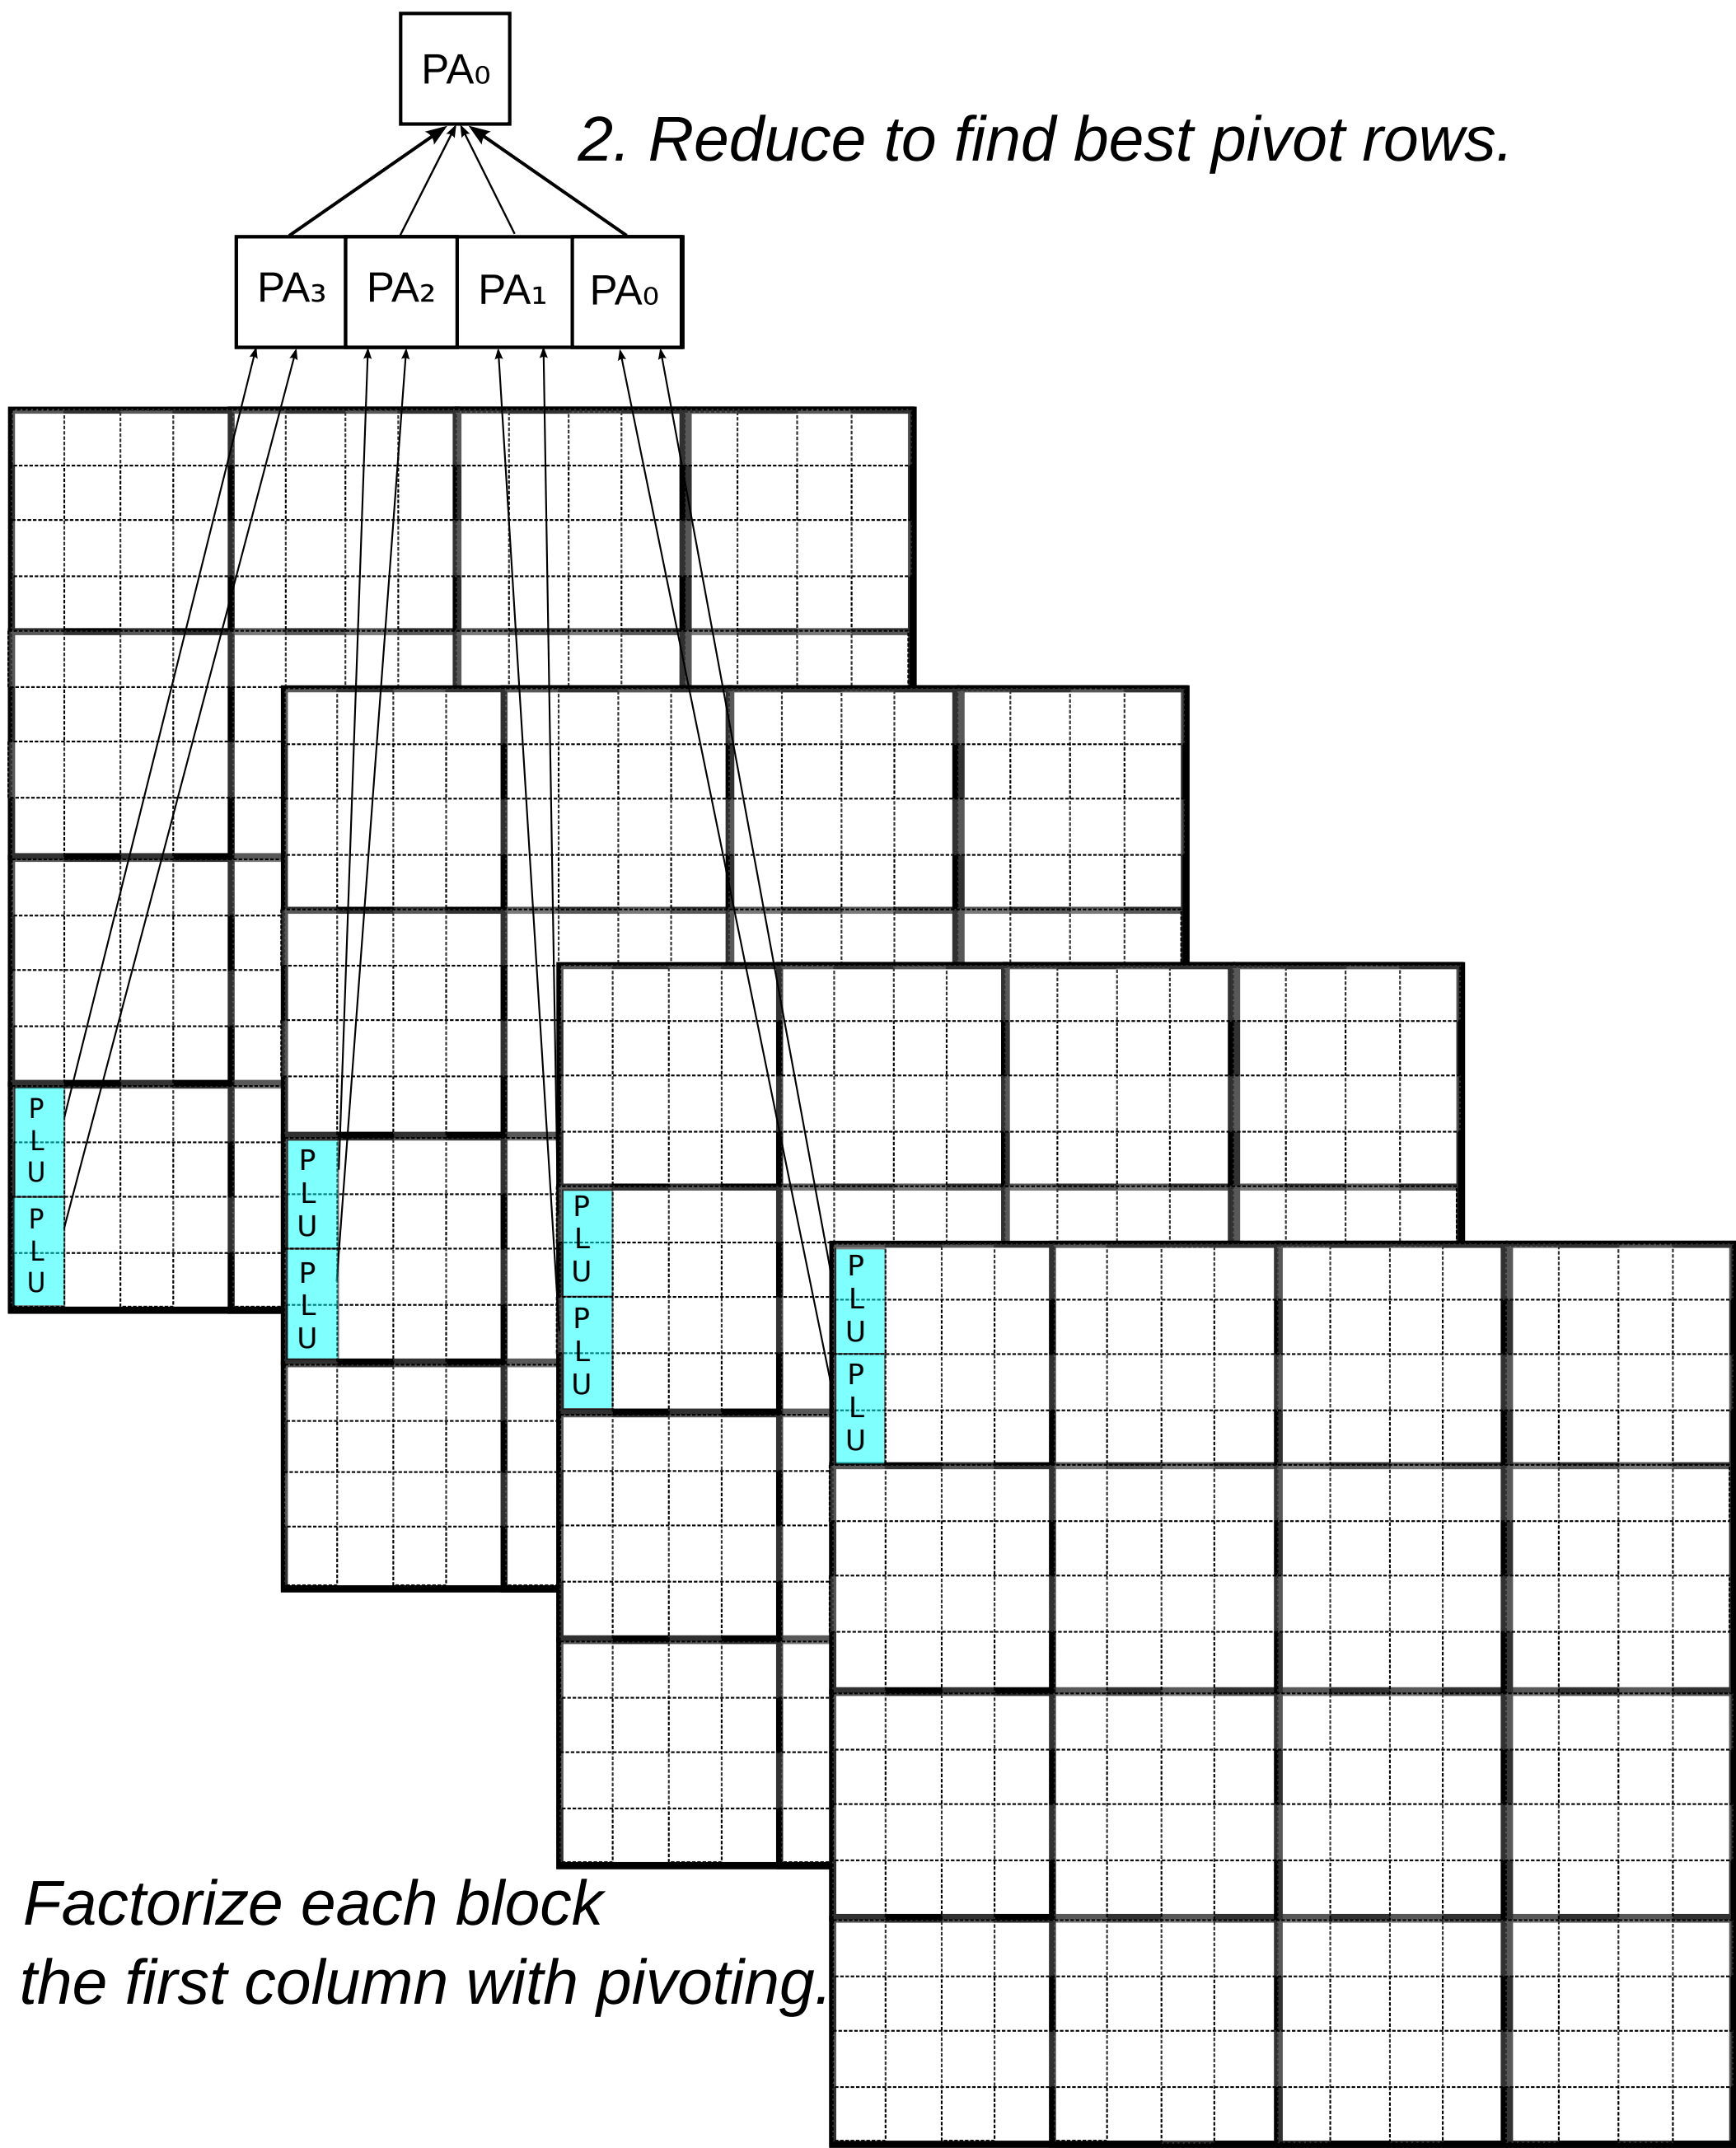 PA₀
2. Reduce to find best pivot rows.
PA₃ PA₂ PA₁ PA₀
P
L
U
P
L
U
P
L
U
P
L
U
P
L
U
P
L
U
P
L
U
P
L
U
Factorize each block
the first column with pivoting.